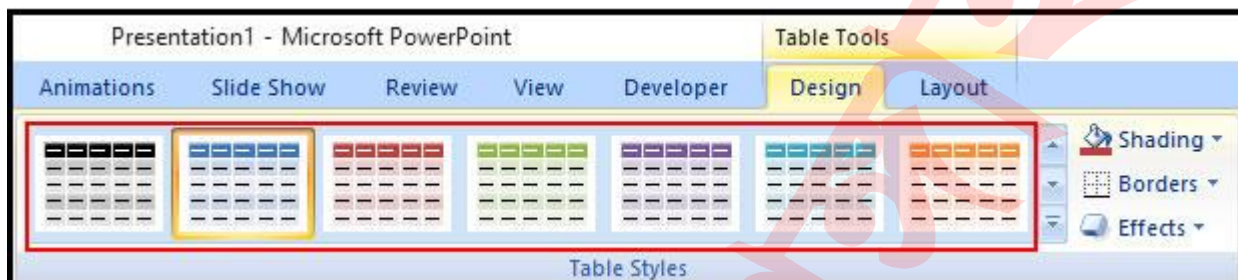 Presentation1 - Microsoft PowerPoint Table Tools
Animations Slide Show Review View Developer Design Layout
Shading
Borders
Effects
Table Styles